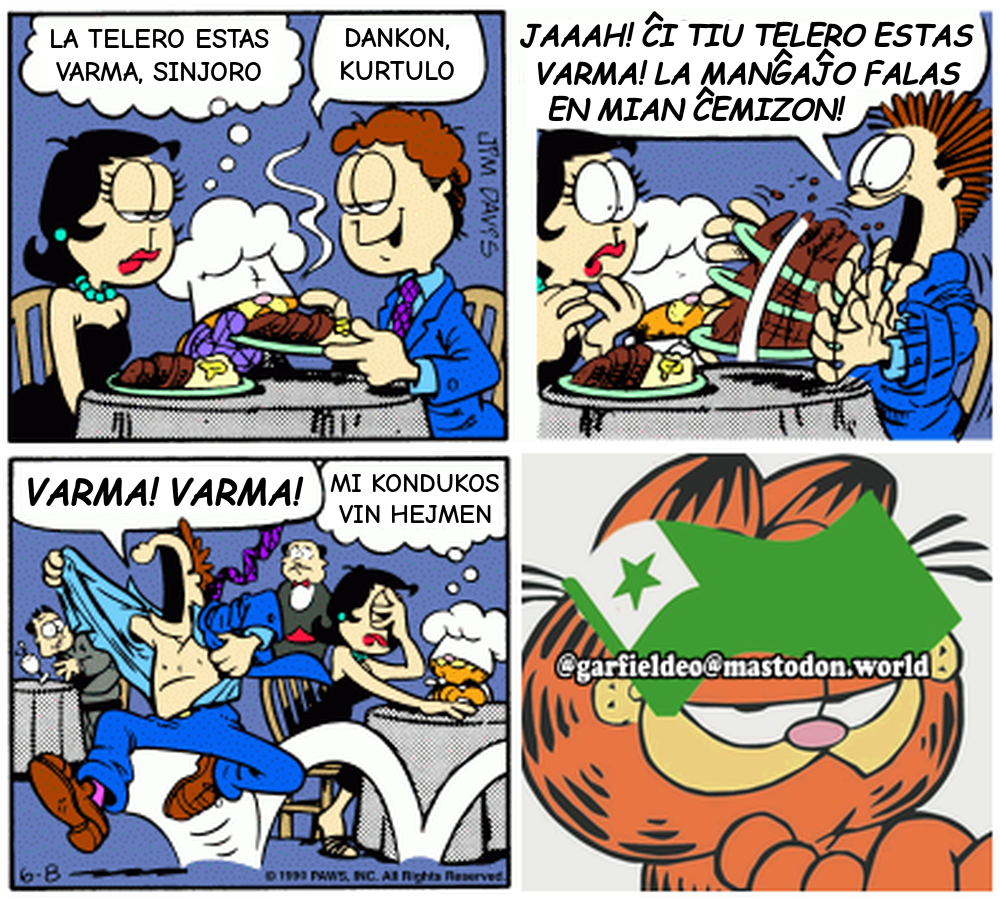 LA TELERO ESTAS
VARMA, SINJORO
DANKON,
KURTULO
JIM DAVIS
JAAAH! ĈI TIU TELERO ESTAS
VARMA! LA MANĜAĴO FALAS
EN MIAN ĈEMIZON!
VARMA! VARMA!
MI KONDUKOS
VIN HEJMEN
6-8
© 1990 PAWS, INC. All Rights Reserved.
@garfieldeo@mastodon.world